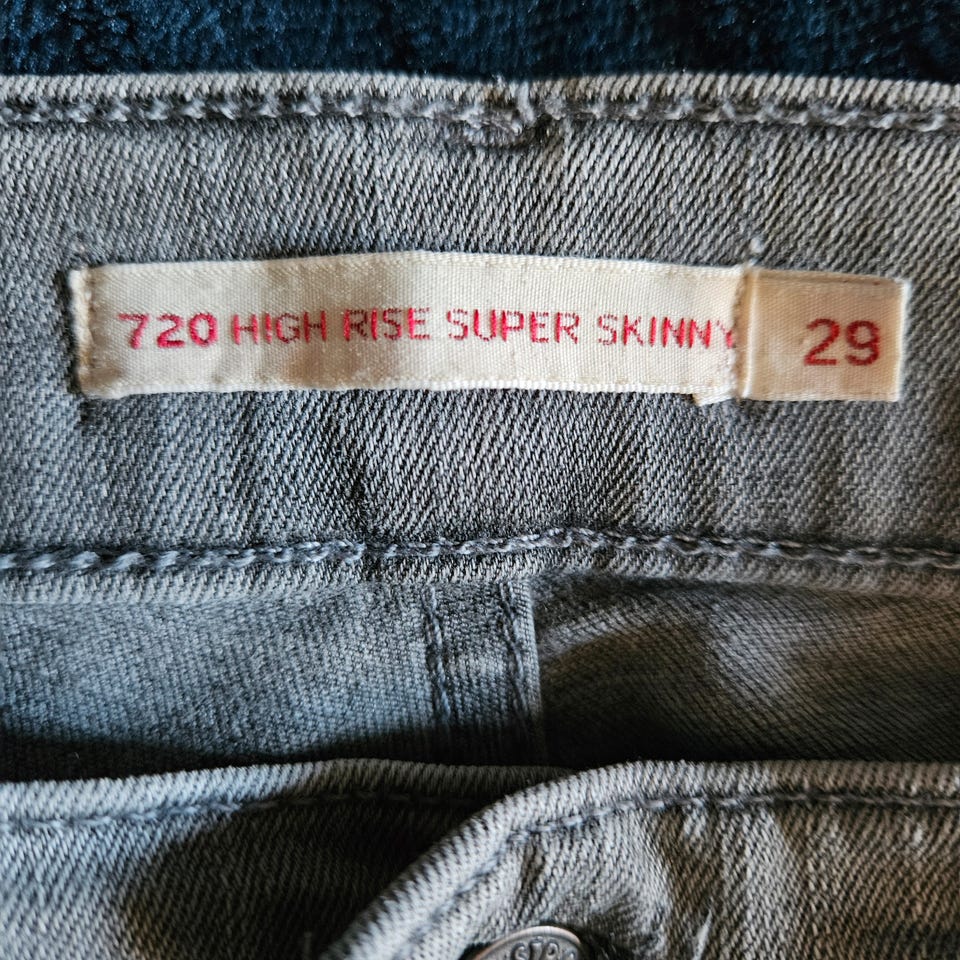 720 HIGH RISE SUPER SKINNY
29